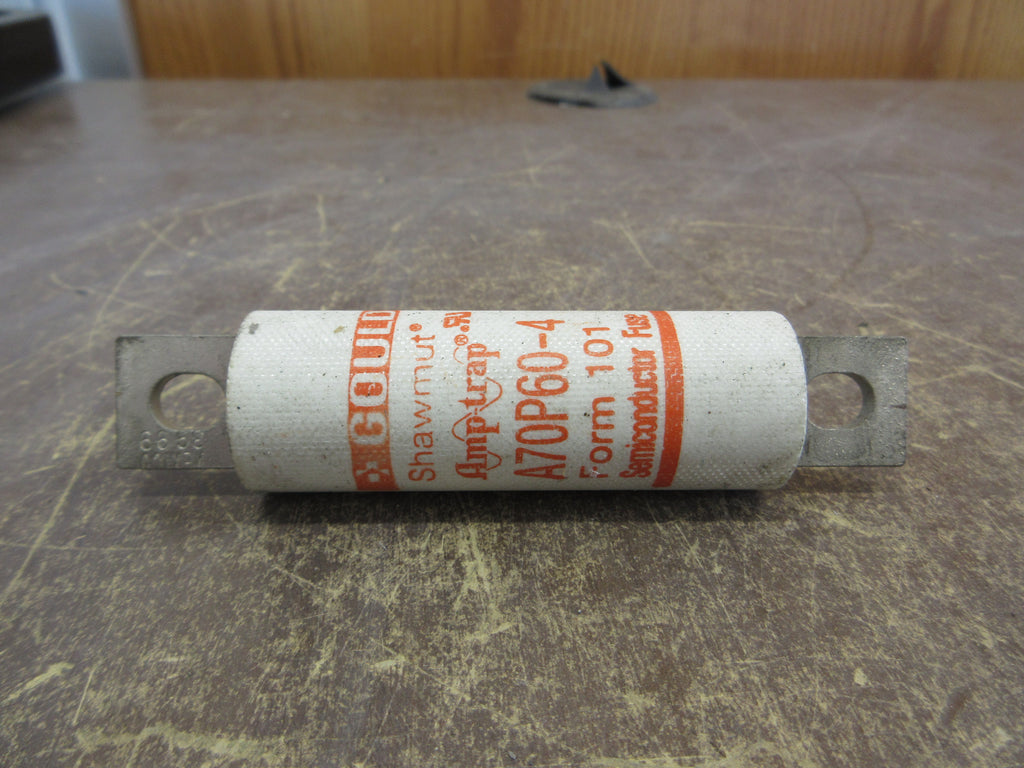 GOULD
Shawmut®
Amp-trap®
A70P60-4
Form 101
Semiconductor Fuse